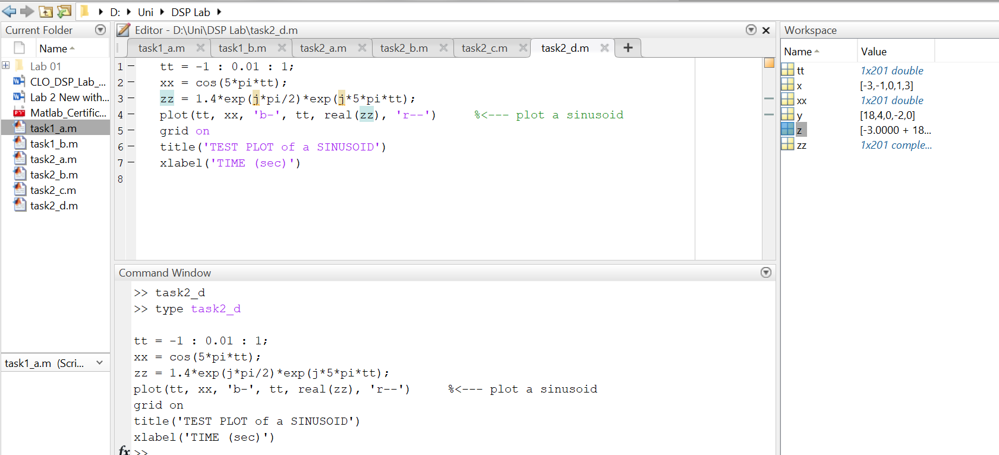 D: Uni DSP Lab
Current Folder
Name
Lab 01
CLO_DSP_Lab_...
Lab 2 New with...
Matlab_Certific...
task1_a.m
task1_b.m
task2_a.m
task2_b.m
task2_c.m
task2_d.m
task1_a.m (Scri...
Editor - D:\Uni\DSP Lab\task2_d.m
task1_a.m task1_b.m task2_a.m task2_b.m task2_c.m task2_d.m +
1 – tt = -1 : 0.01 : 1;
2 – xx = cos(5*pi*tt);
3 – zz = 1.4*exp(j*pi/2)*exp(j*5*pi*tt);
4 – plot(tt, xx, 'b-', tt, real(zz), 'r--') %<--- plot a sinusoid
5 – grid on
6 – title('TEST PLOT of a SINUSOID')
7 – xlabel('TIME (sec)')
8
Command Window
>> task2_d
>> type task2_d
tt = -1 : 0.01 : 1;
xx = cos(5*pi*tt);
zz = 1.4*exp(j*pi/2)*exp(j*5*pi*tt);
plot(tt, xx, 'b-', tt, real(zz), 'r--') %<--- plot a sinusoid
grid on
title('TEST PLOT of a SINUSOID')
xlabel('TIME (sec)')
fx >>
Workspace
Name Value
tt 1x201 double
x [-3,-1,0,1,3]
xx 1x201 double
y [18,4,0,-2,0]
z [-3.0000 + 18...
zz 1x201 comple...